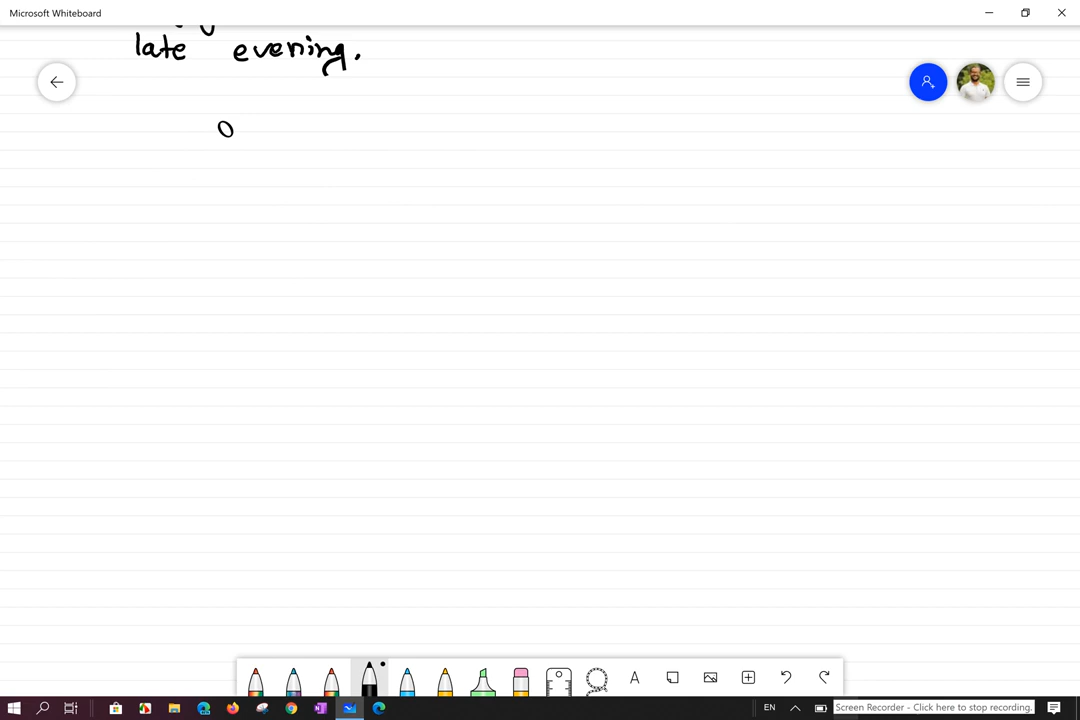 Microsoft Whiteboard
late evening.
O
A
EN
Screen Recorder - Click here to stop recording.